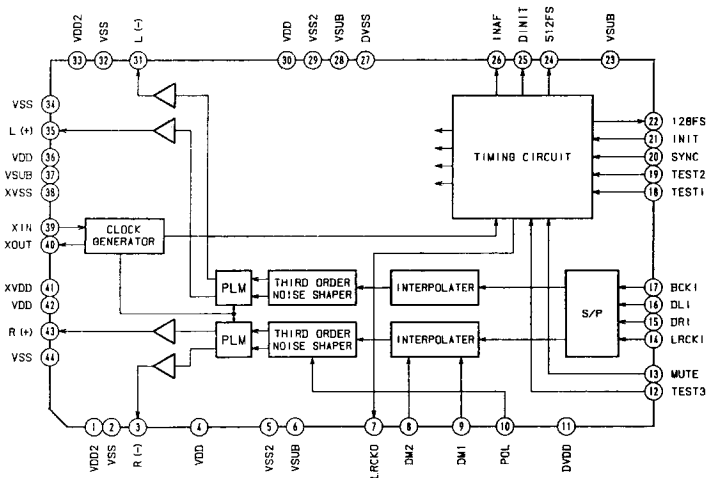 VDD2
VSS
L (-)
VDD
VSS2
VSUB
DVSS
INAF
DINIT
512FS
VSUB
33
32
31
30
29
28
27
26
25
24
23
VSS
34
L (+)
35
VDD
36
VSUB
37
XVSS
38
XIN
39
XOUT
40
XVDD
41
VDD
42
R (+)
43
VSS
44
TIMING CIRCUIT
CLOCK
GENERATOR
PLM
THIRD ORDER
NOISE SHAPER
INTERPOLATER
S/P
PLM
THIRD ORDER
NOISE SHAPER
INTERPOLATER
22 128FS
21 INIT
20 SYNC
19 TEST2
18 TEST1
17 BCKI
16 DLI
15 DRI
14 LRCKI
13 MUTE
12 TEST3
1
2
3
4
5
6
7
8
9
10
11
VDD2
VSS
R (-)
VDD
VSS2
VSUB
LRCKO
DM2
DM1
POL
DVDD